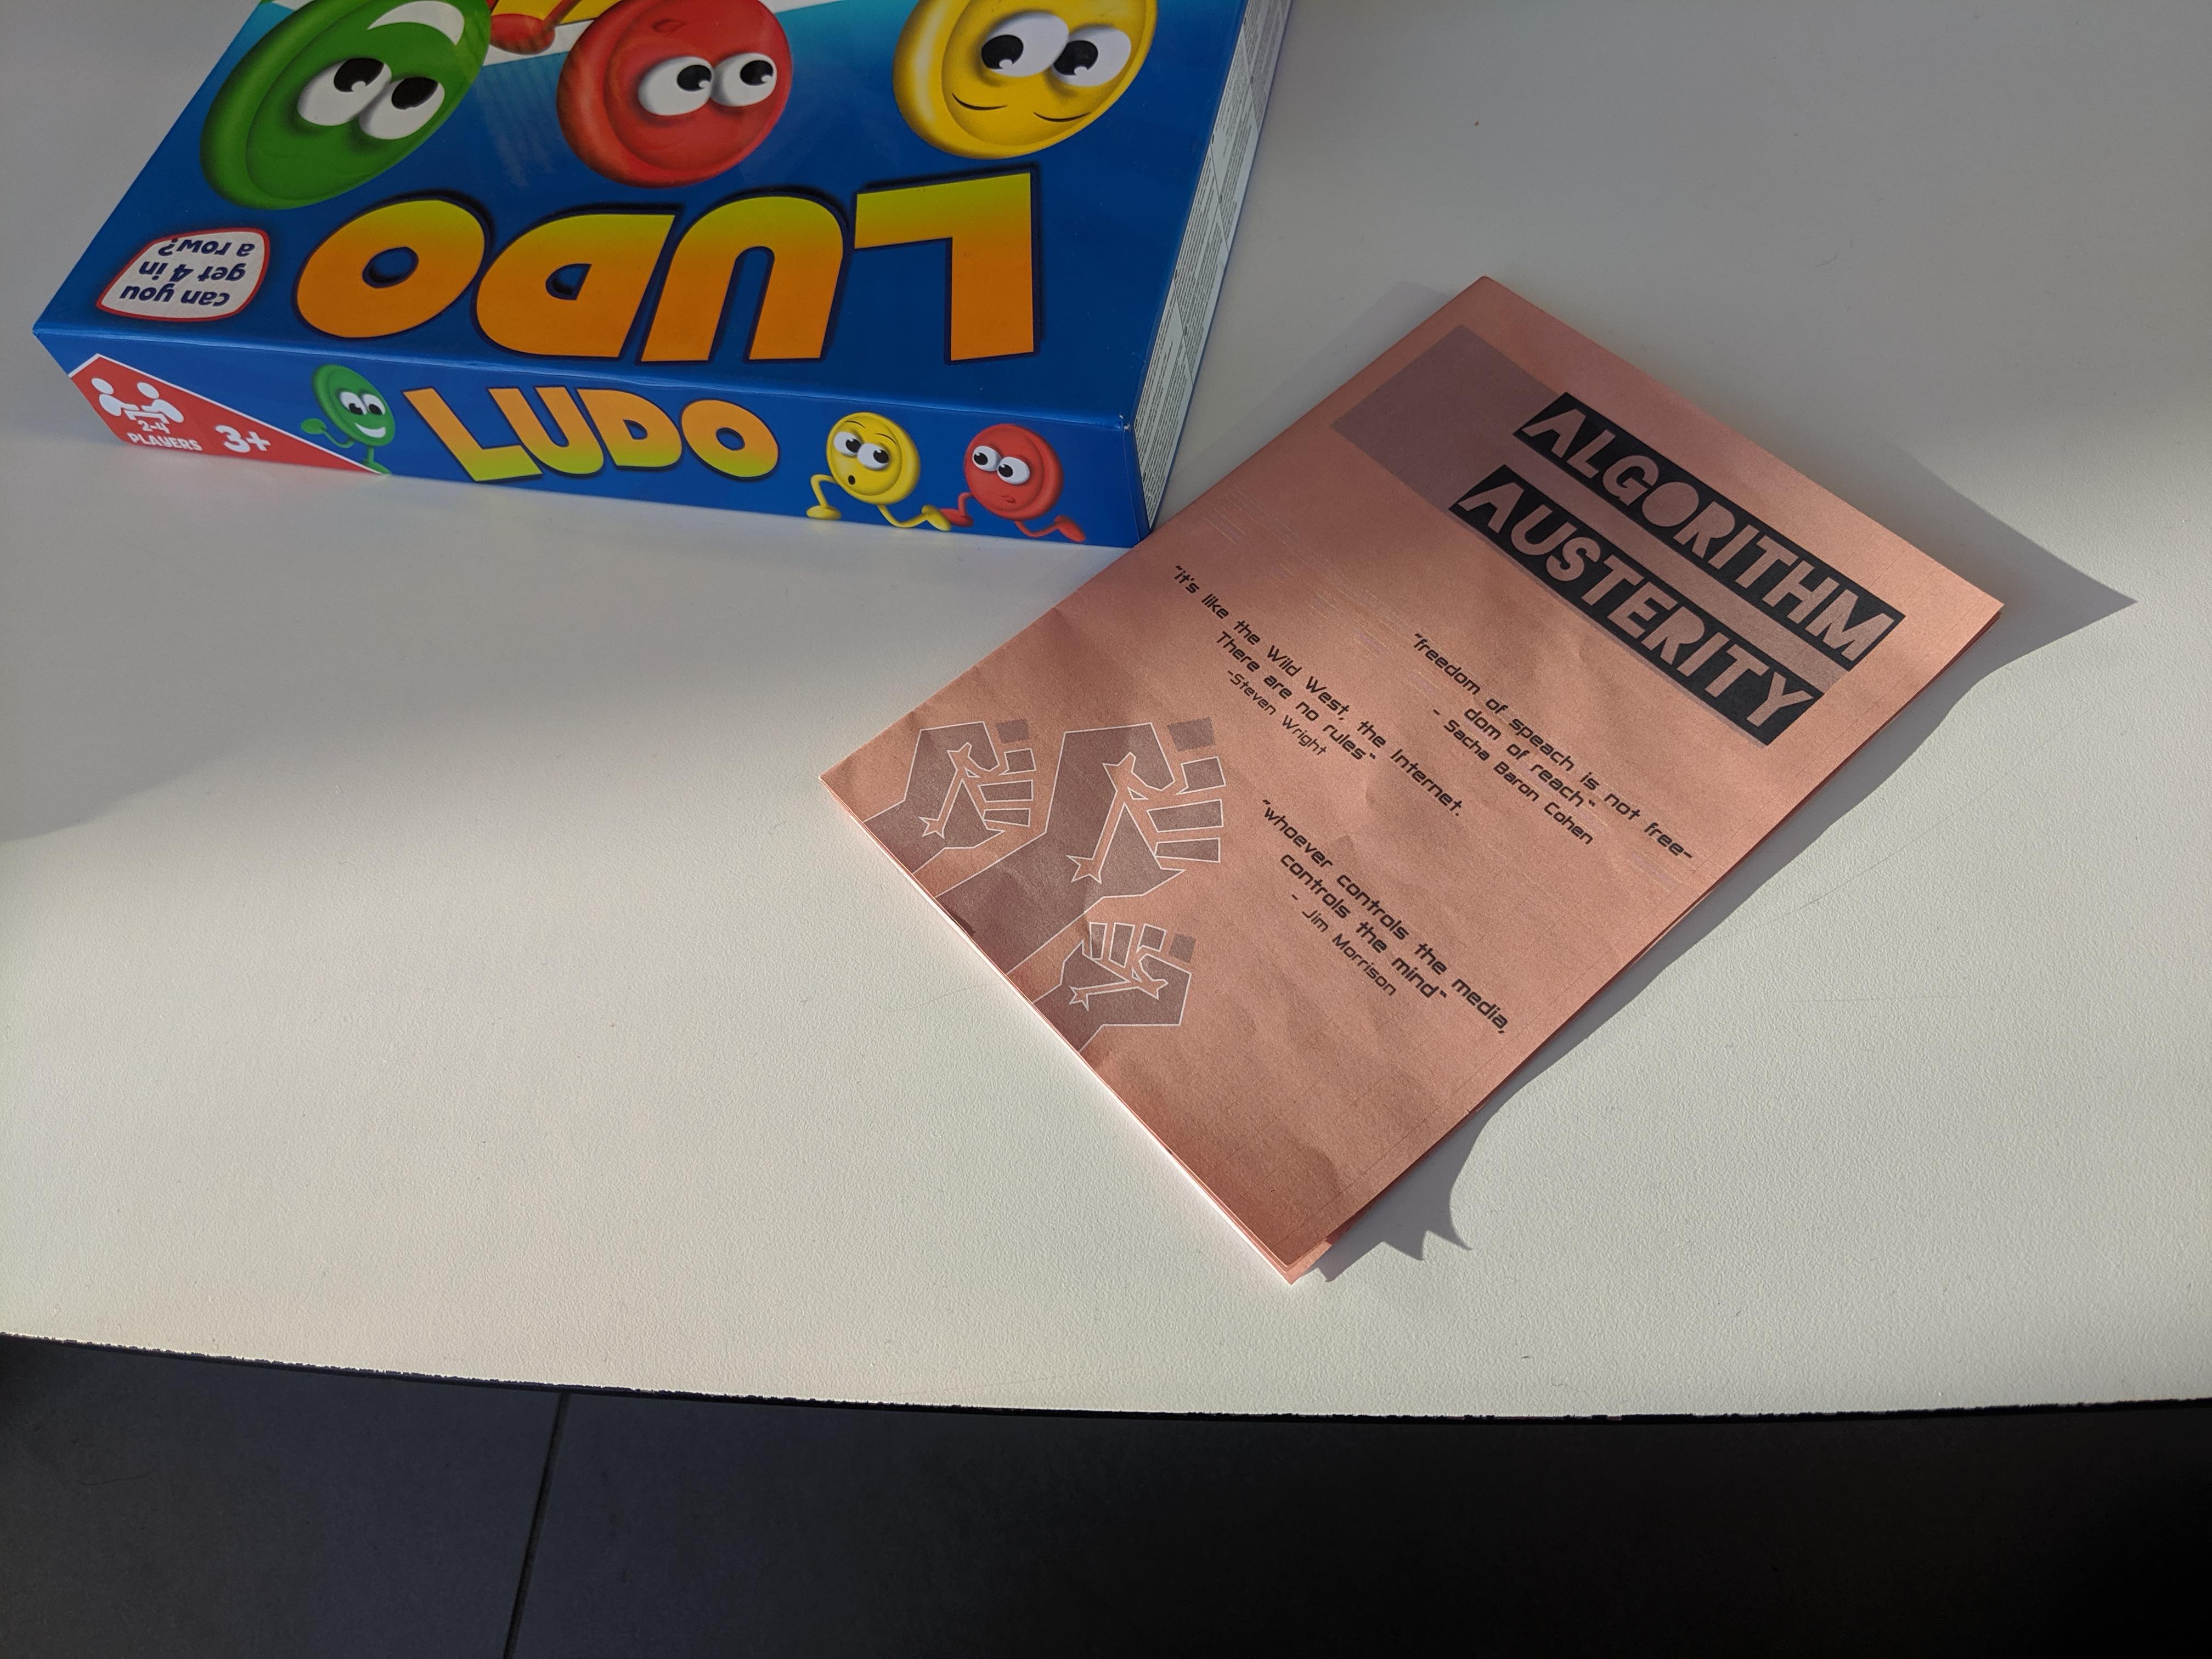 LUDO
can you
get 4 in
a row?
2-4
PLAYERS
3+
LUDO
ALGORITHM
AUSTERITY
"freedom of speach is not free-
dom of reach"
- Sacha Baron Cohen
"it's like the Wild West, the Internet.
There are no rules"
-Steven Wright
"whoever controls the media,
controls the mind"
- Jim Morrison